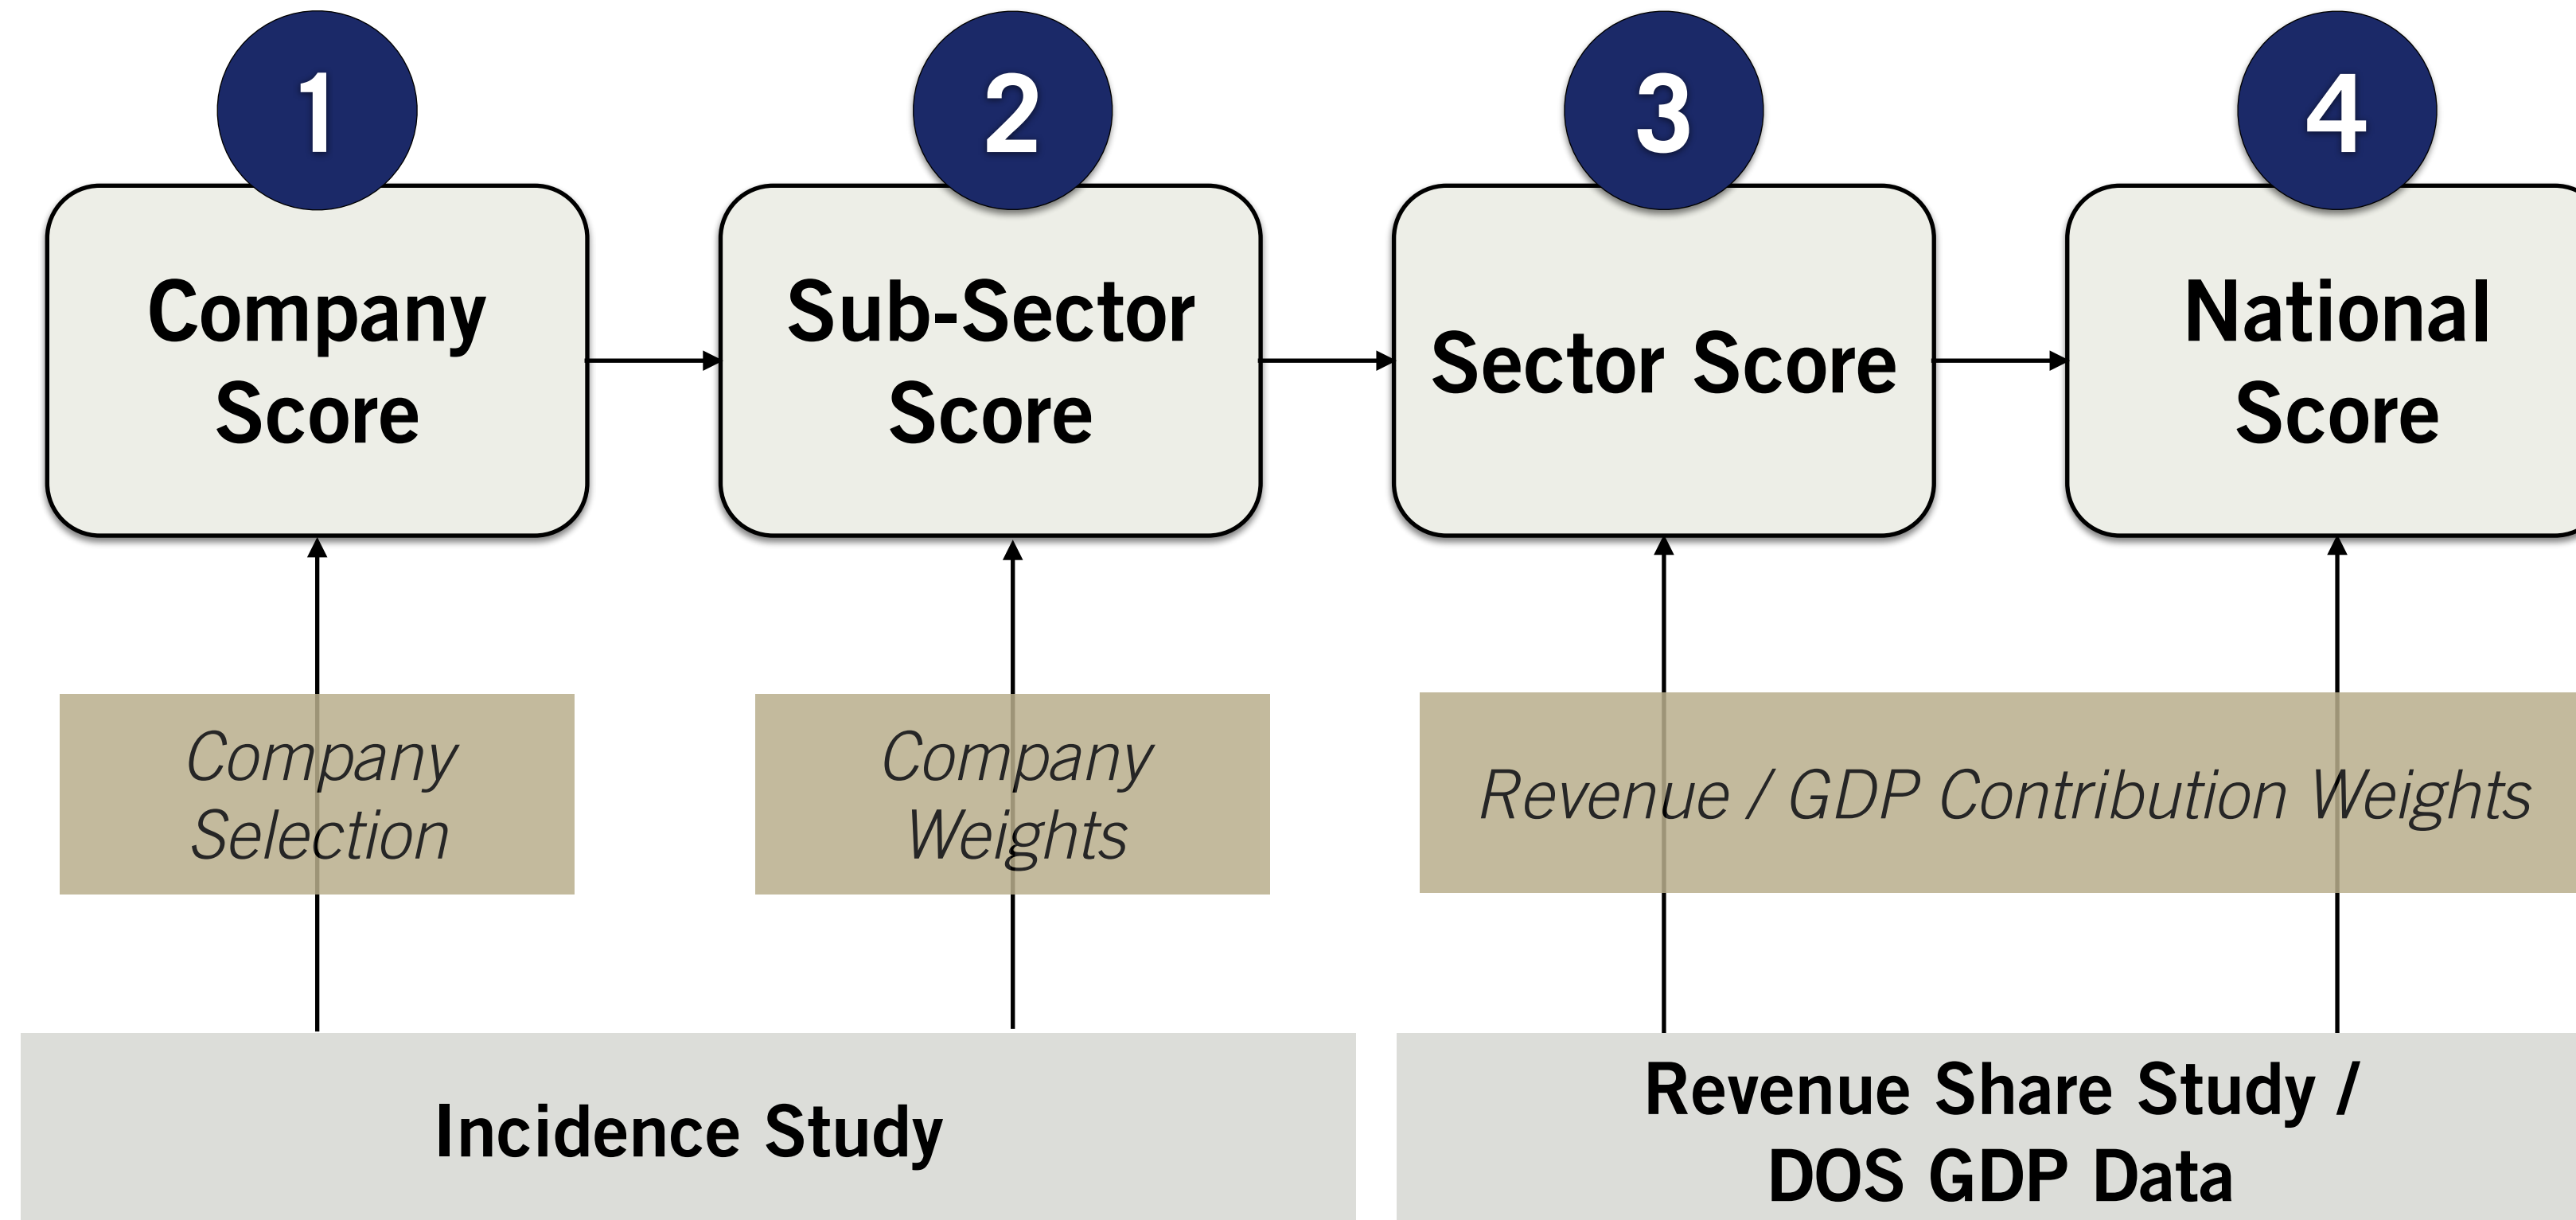 1
2
3
4
Company
Score
Sub-Sector
Score
Sector Score
National
Score
Company
Selection
Company
Weights
Revenue / GDP Contribution Weights
Incidence Study
Revenue Share Study /
DOS GDP Data